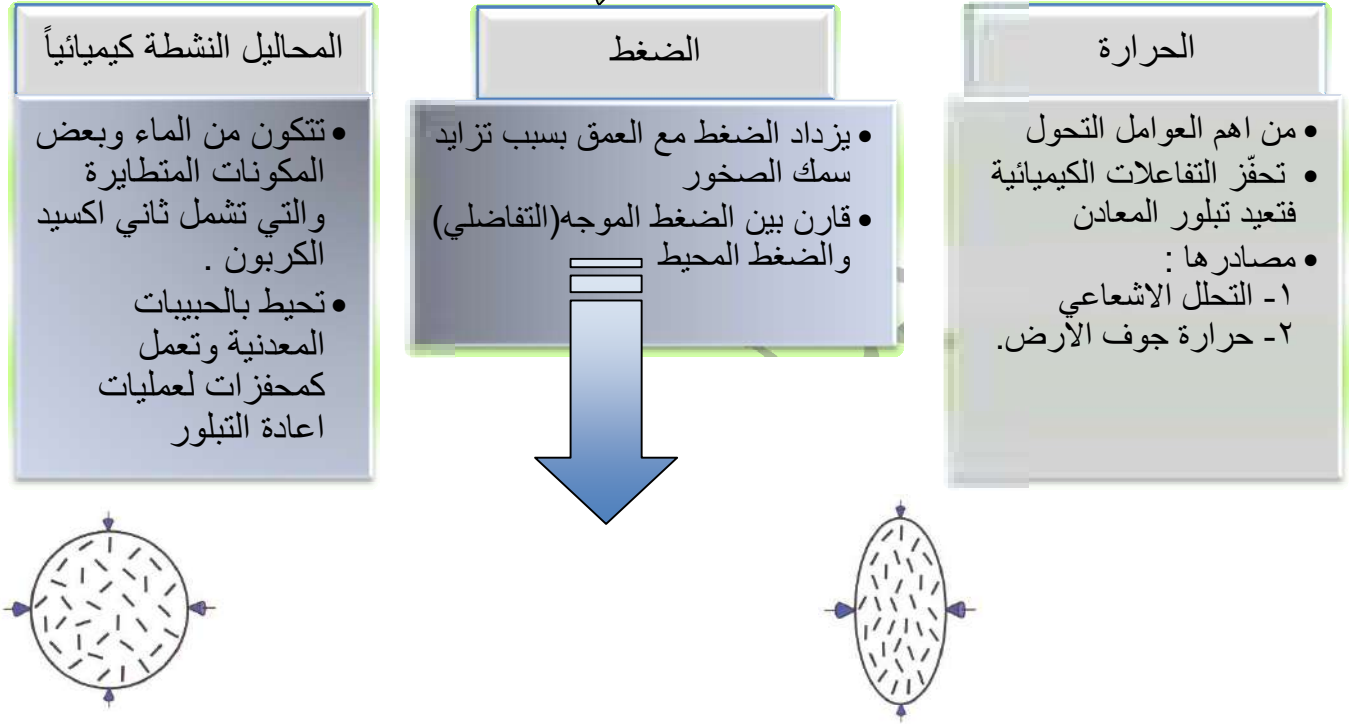 الحرارة
• من اهم العوامل التحول
• تحفّز التفاعلات الكيميائية
فتعيد تبلور المعادن
• مصادرها :
١- التحلل الاشعاعي
٢- حرارة جوف الارض.
الضغط
• يزداد الضغط مع العمق بسبب تزايد
سمك الصخور
• قارن بين الضغط الموجه(التفاضلي)
والضغط المحيط
المحاليل النشطة كيميائياً
• تتكون من الماء وبعض
المكونات المتطايرة
والتي تشمل ثاني اكسيد
الكربون .
• تحيط بالحبيبات
المعدنية وتعمل
كمحفزات لعمليات
اعادة التبلور